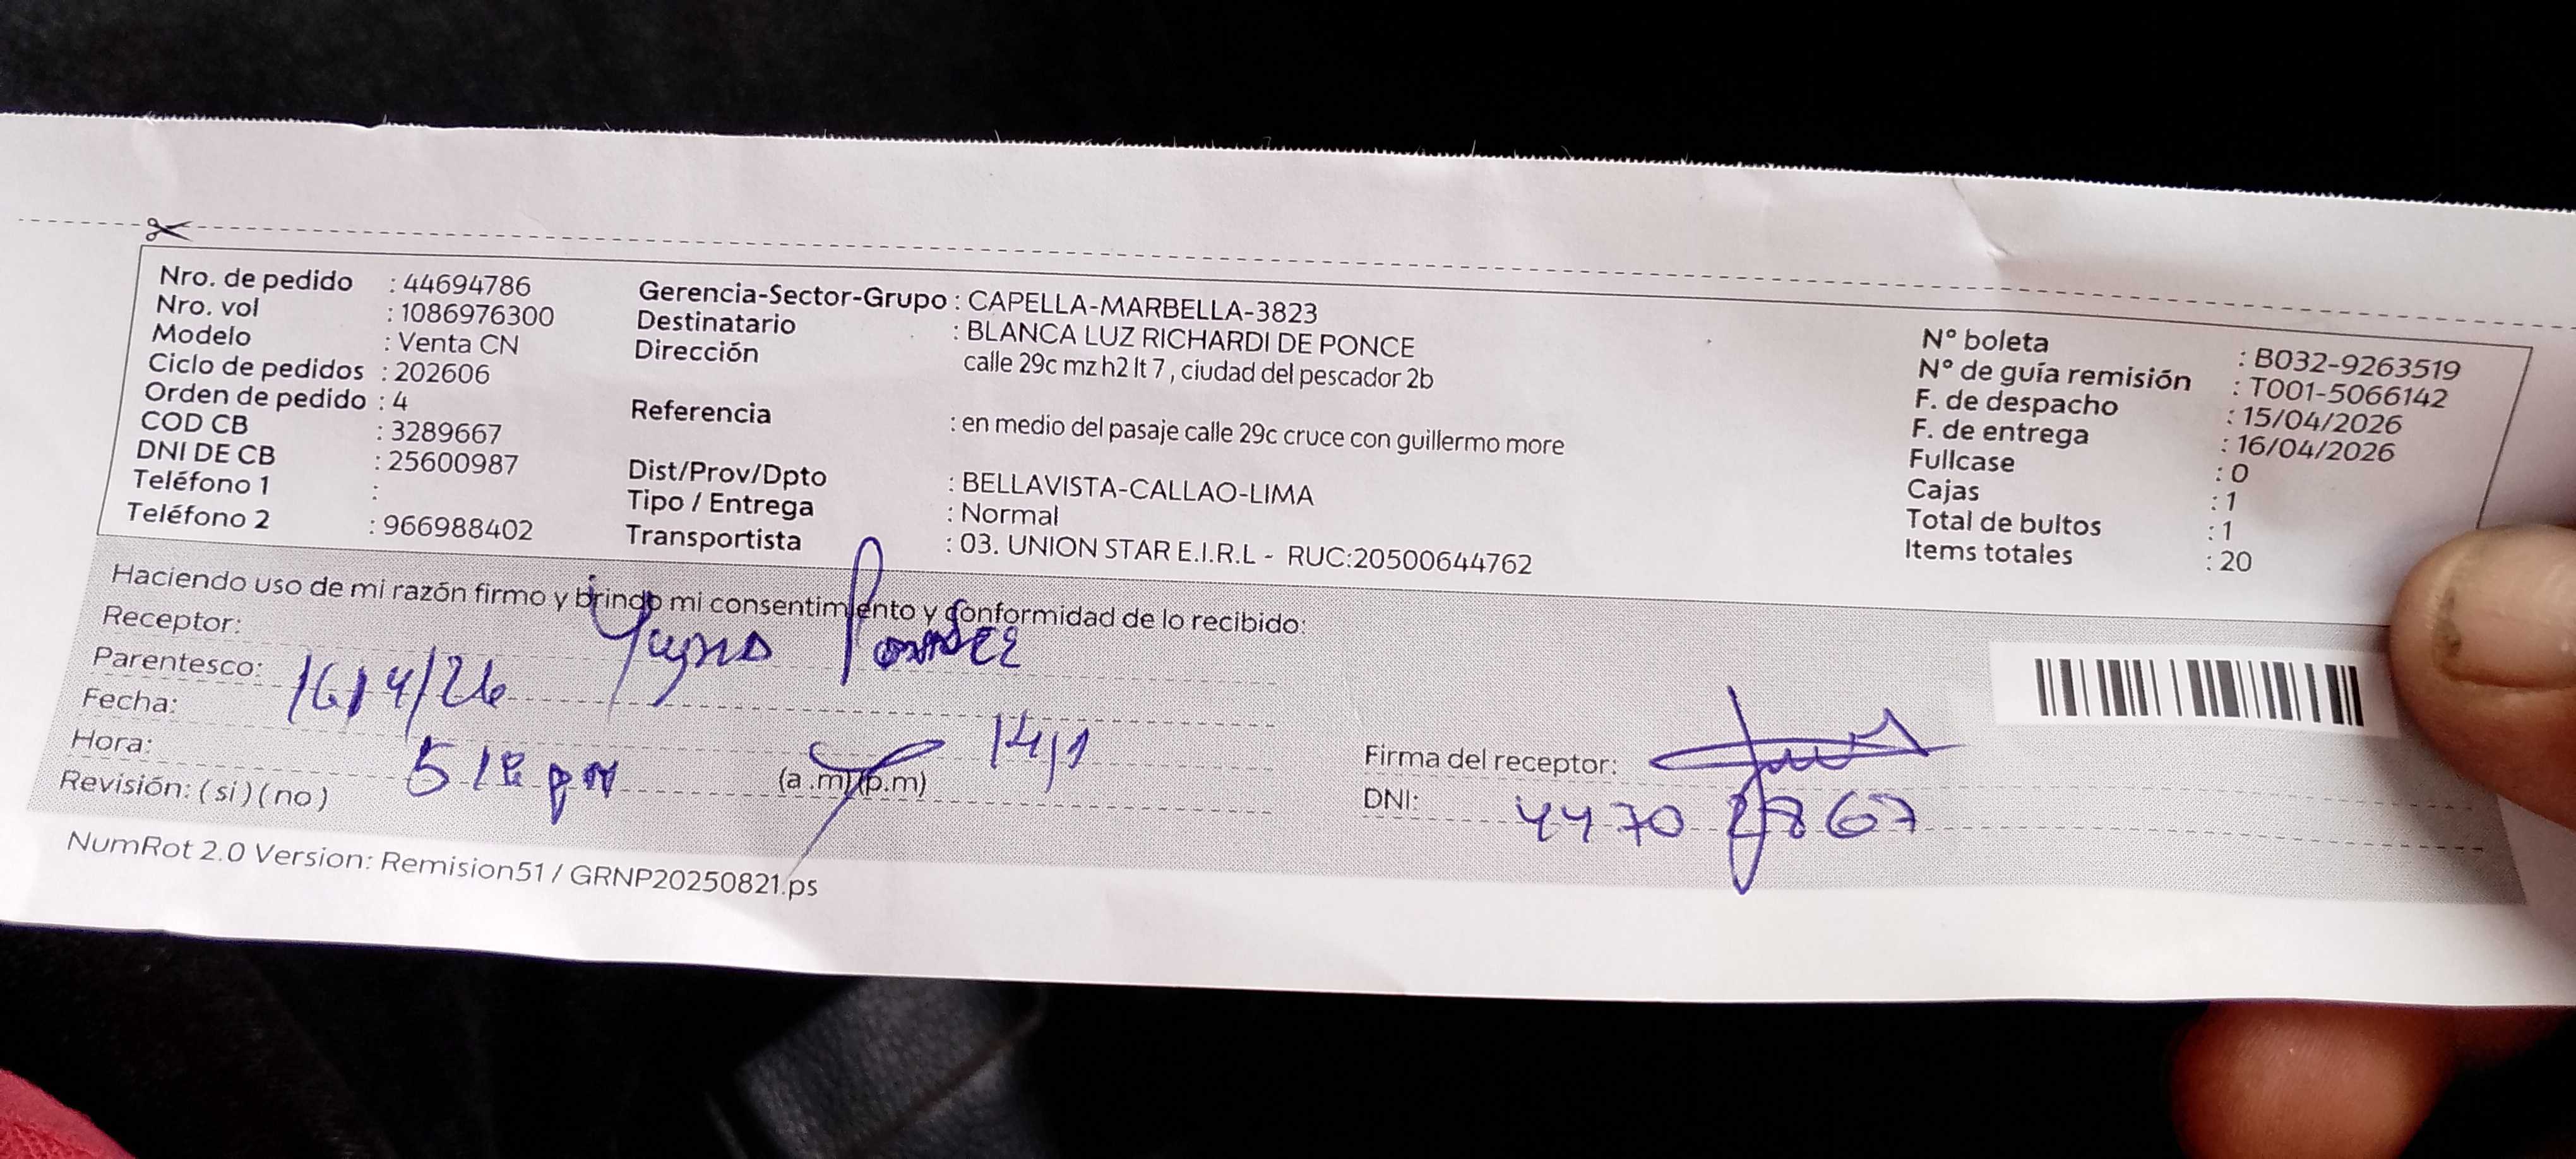 Nro. de pedido : 44694786
Nro. vol : 1086976300
Modelo : Venta CN
Ciclo de pedidos : 202606
Orden de pedido : 4
COD CB : 3289667
DNI DE CB : 25600987
Teléfono 1 :
Teléfono 2 : 966988402
Gerencia-Sector-Grupo : CAPELLA-MARBELLA-3823
Destinatario : BLANCA LUZ RICHARDI DE PONCE
Dirección calle 29c mz h2 lt 7 , ciudad del pescador 2b
Referencia : en medio del pasaje calle 29c cruce con guillermo more
Dist/Prov/Dpto : BELLAVISTA-CALLAO-LIMA
Tipo / Entrega : Normal
Transportista : 03. UNION STAR E.I.R.L - RUC:20500644762
N° boleta : B032-9263519
N° de guía remisión : T001-5066142
F. de despacho : 15/04/2026
F. de entrega : 16/04/2026
Fullcase : 0
Cajas : 1
Total de bultos : 1
Items totales : 20
Haciendo uso de mi razón firmo y brindo mi consentimiento y conformidad de lo recibido:
Receptor:
Parentesco:
Fecha: 16/4/26
Hora: (a.m)(p.m)
Revisión: ( si ) ( no )
Firma del receptor:
DNI:
NumRot 2.0 Version: Remision51 / GRNP20250821.ps